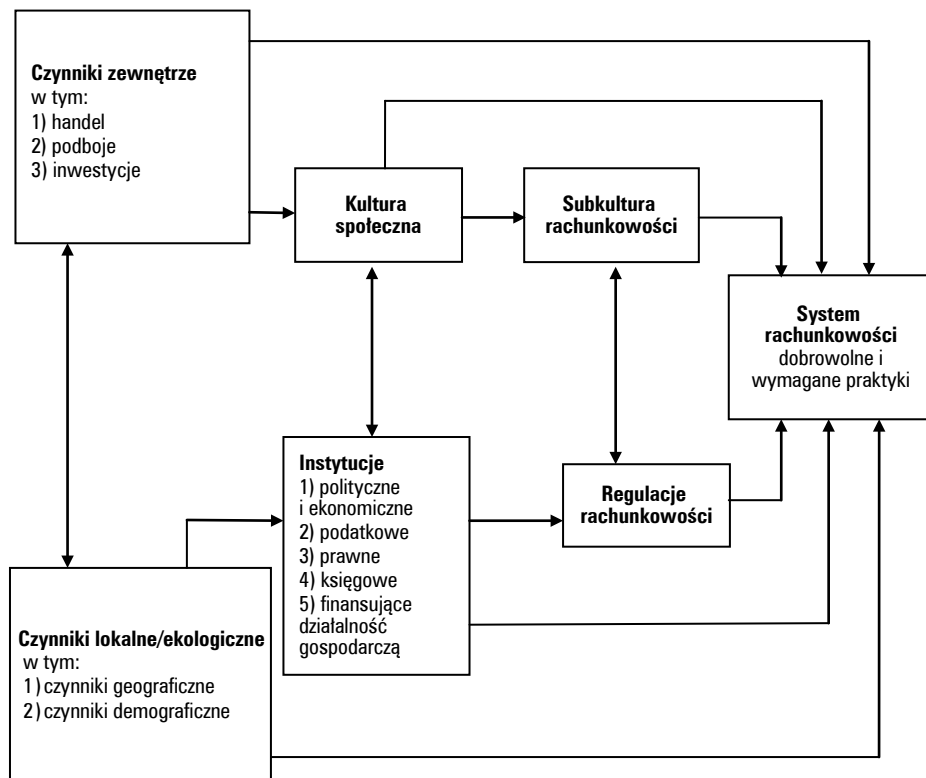 Czynniki zewnętrze
w tym:
1) handel
2) podboje
3) inwestycje
Kultura
społeczna
Subkultura
rachunkowości
System
rachunkowości
dobrowolne i
wymagane praktyki
Instytucje
1) polityczne
i ekonomiczne
2) podatkowe
3) prawne
4) księgowe
5) finansujące
działalność
gospodarczą
Regulacje
rachunkowości
Czynniki lokalne/ekologiczne
w tym:
1) czynniki geograficzne
2) czynniki demograficzne